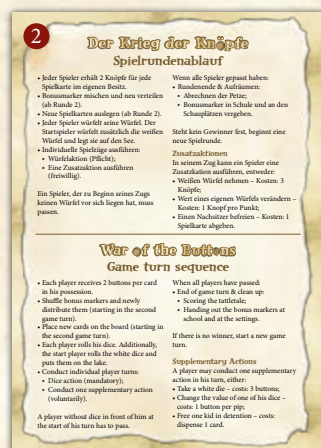 2
Der Krieg der Knöpfe
Spielrundenablauf
• Jeder Spieler erhält 2 Knöpfe für jede
Spielkarte im eigenen Besitz.
• Bonusmarker mischen und neu verteilen
(ab Runde 2).
• Neue Spielkarten auslegen (ab Runde 2).
• Jeder Spieler würfelt seine Würfel. Der
Startspieler würfelt zusätzlich die weißen
Würfel und legt sie auf den See.
• Individuelle Spielzüge ausführen:
• Würfelaktion (Pflicht);
• Eine Zusatzaktion ausführen
(freiwillig).
Ein Spieler, der zu Beginn seines Zugs
keinen Würfel vor sich liegen hat, muss
passen.
Wenn alle Spieler gepasst haben:
• Rundenende & Aufräumen:
• Abrechnen der Petze;
• Bonusmarker in Schule und an den
Schauplätzen vergeben.
Steht kein Gewinner fest, beginnt eine
neue Spielrunde.
Zusatzaktionen
In seinem Zug kann ein Spieler eine
Zusatzkation ausführen, entweder:
• Weißen Würfel nehmen – Kosten: 3
Knöpfe;
• Wert eines eigenen Würfels verändern –
Kosten: 1 Knopf pro Punkt;
• Einen Nachsitzer befreien – Kosten: 1
Spielkarte abgeben.
War of the Buttons
Game turn sequence
• Each player receives 2 buttons per card
in his possession.
• Shuffle bonus markers and newly
distribute them (starting in the
second game turn).
• Place new cards on the board (starting in
the second game turn).
• Each player rolls his dice. Additionally,
the start player rolls the white dice and
puts them on the lake.
• Conduct individual player turns:
• Dice action (mandatory);
• Conduct one supplementary action
(voluntarily).
A player without dice in front of him at
the start of his turn has to pass.
When all players have passed:
• End of game turn & clean up:
• Scoring the tattletale;
• Handing out the bonus markers at
school and at the settings.
If there is no winner, start a new game
turn.
Supplementary Actions
A player may conduct one supplementary
action in his turn, either:
• Take a white die – costs: 3 buttons;
• Change the value of one of his dice –
costs: 1 button per pip;
• Free one kid in detention – costs:
dispense 1 card.